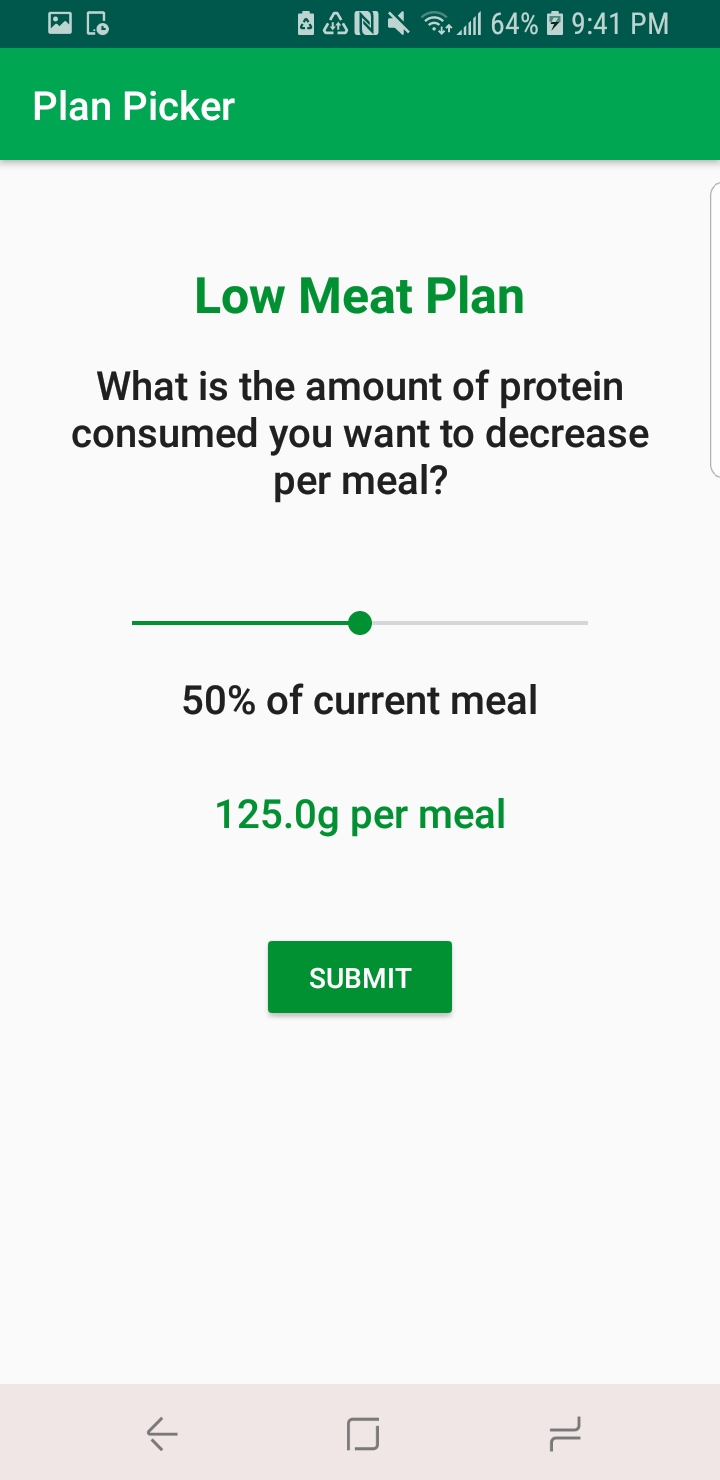 64% 9:41 PM
Plan Picker
Low Meat Plan
What is the amount of protein
consumed you want to decrease
per meal?
50% of current meal
125.0g per meal
SUBMIT